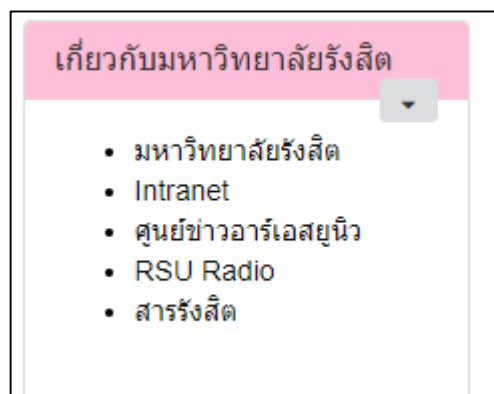 เกี่ยวกับมหาวิทยาลัยรังสิต
มหาวิทยาลัยรังสิต
Intranet
ศูนย์ข่าวอาร์เอสยูนิว
RSU Radio
สารรังสิต